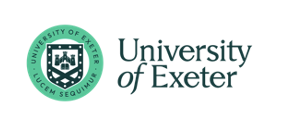 · UNIVERSITY OF EXETER ·
LUCEM SEQUIMUR
University
of Exeter